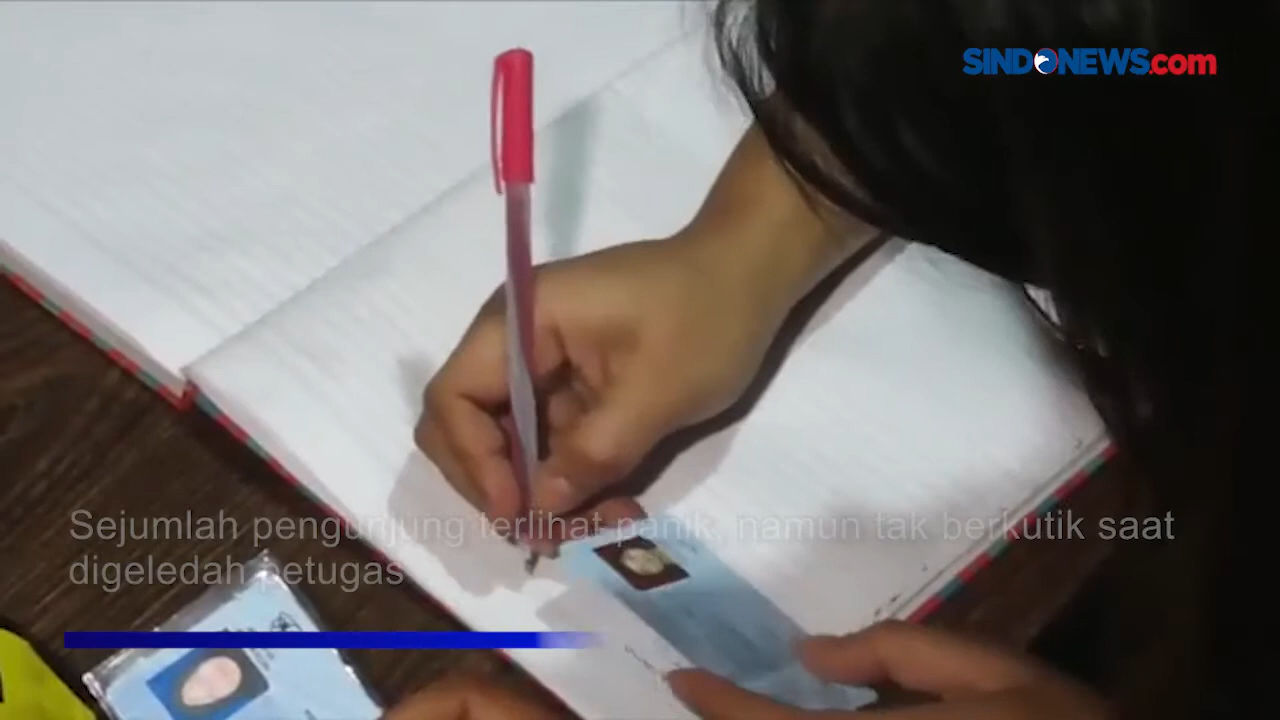 SINDONEWS.com
Sejumlah pengunjung terlihat panik, namun tak berkutik saat
digeledah petugas